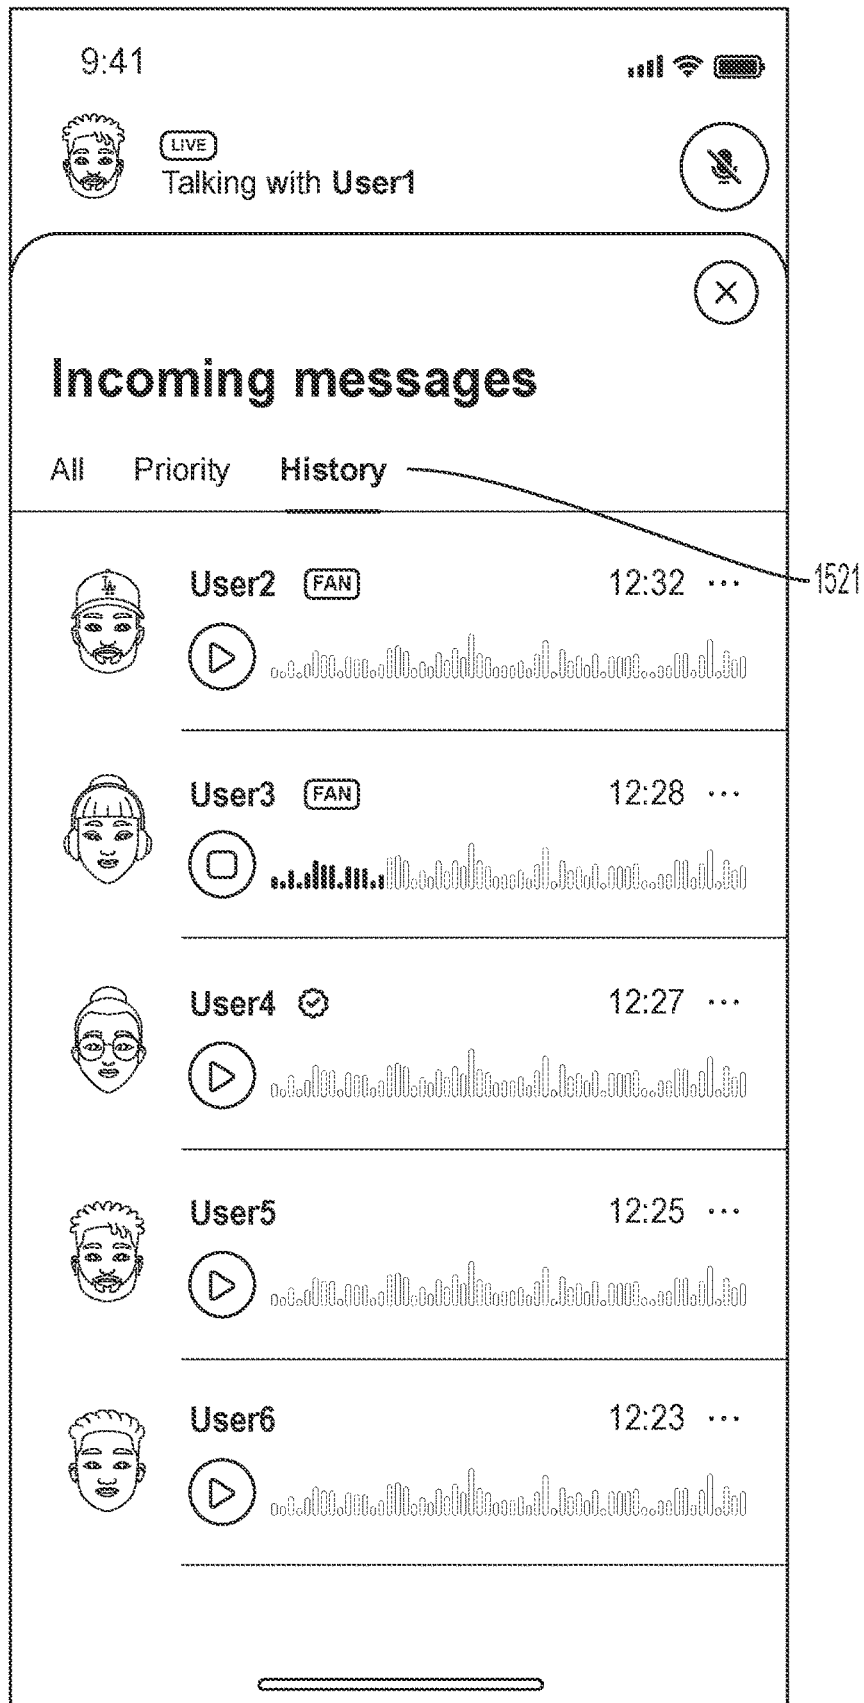 9:41
LIVE
Talking with User1
Incoming messages
All Priority History
1521
User2 FAN 12:32 ...
LA
User3 FAN 12:28 ...
User4 12:27 ...
User5 12:25 ...
User6 12:23 ...